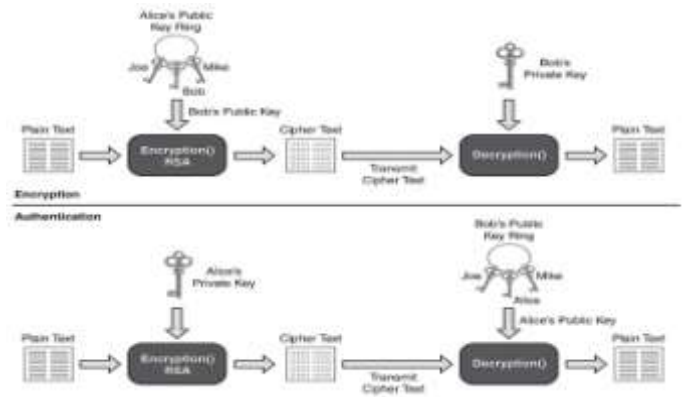 Alice's Public
Key Ring
Joe
Mike
Bob
Bob's Public Key
Bob's
Private Key
Plain Text
Encryption()
RSA
Cipher Text
Transmit
Cipher Text
Decryption()
Plain Text
Encryption
Authentication
Alice's
Private Key
Bob's Public
Key Ring
Joe
Mike
Alice
Alice's Public Key
Plain Text
Encryption()
RSA
Cipher Text
Transmit
Cipher Text
Decryption()
Plain Text